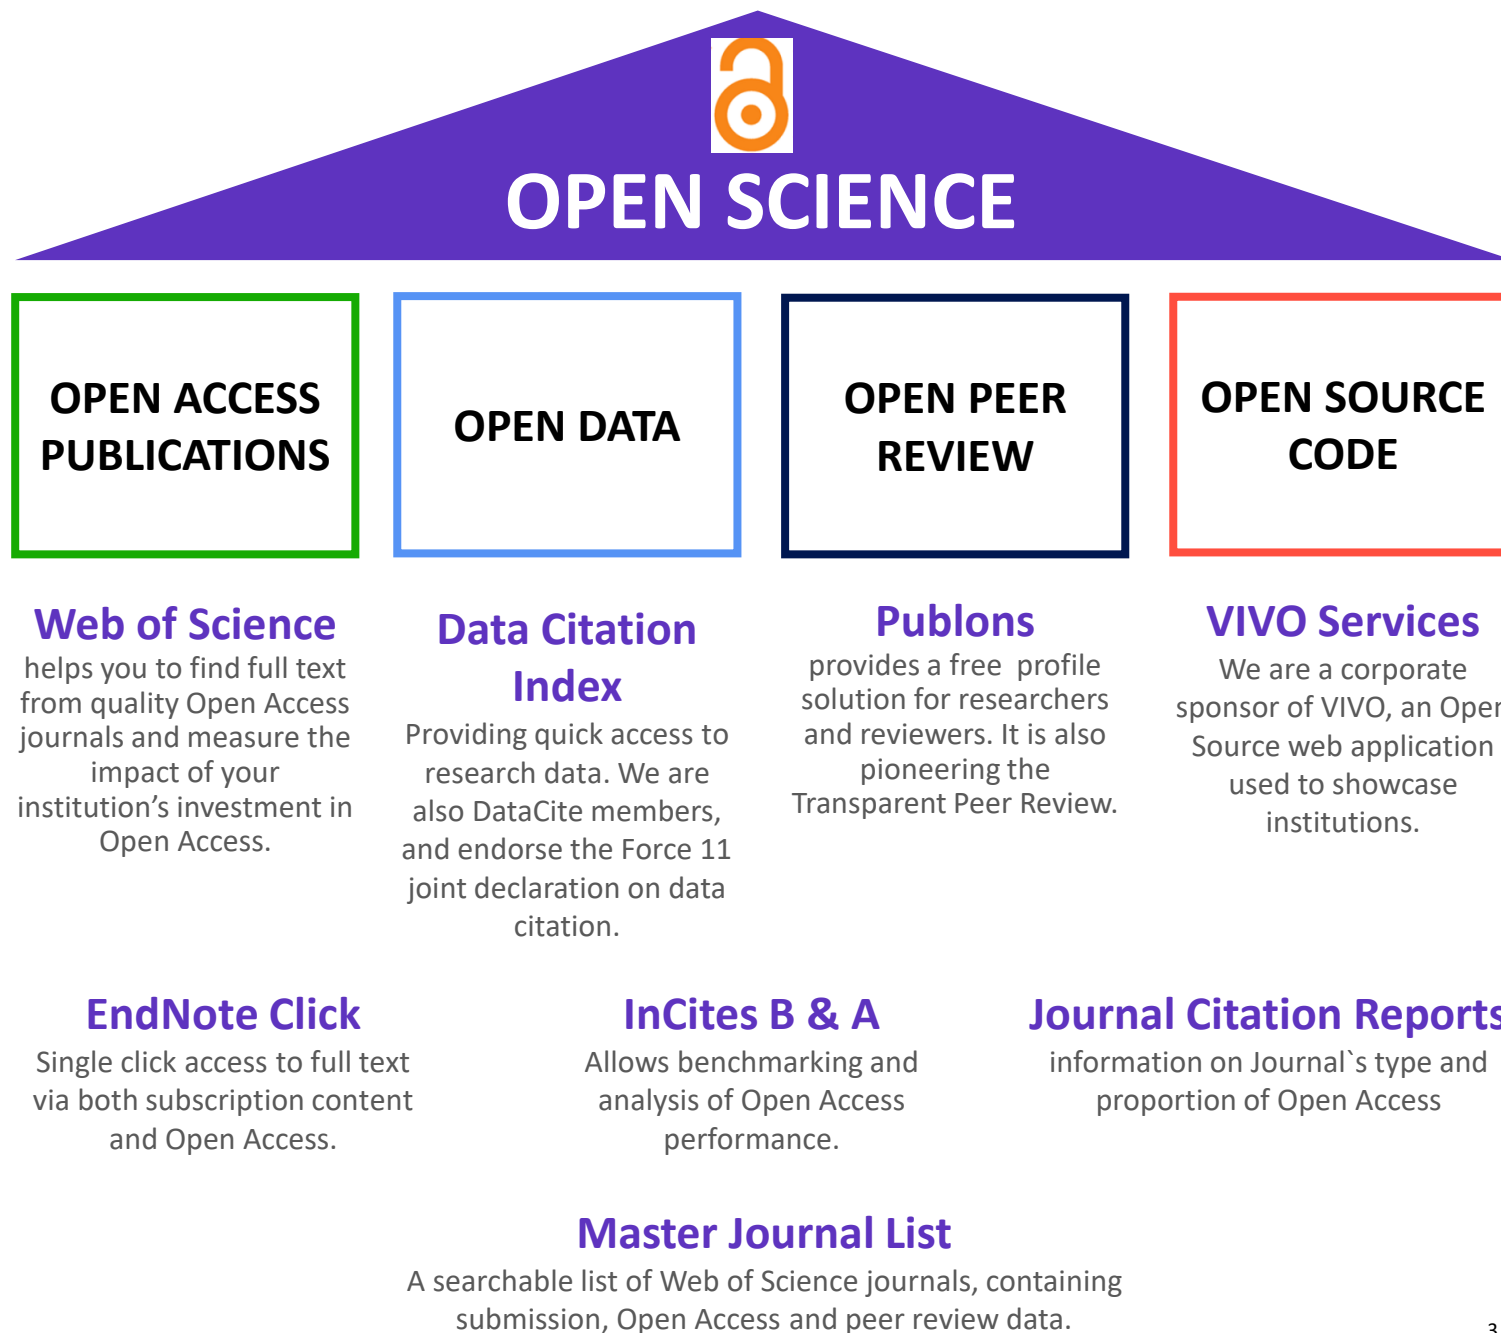 OPEN SCIENCE
OPEN ACCESS
PUBLICATIONS
OPEN DATA
OPEN PEER
REVIEW
OPEN SOURCE
CODE
Web of Science
helps you to find full text
from quality Open Access
journals and measure the
impact of your
institution’s investment in
Open Access.
Data Citation
Index
Providing quick access to
research data. We are
also DataCite members,
and endorse the Force 11
joint declaration on data
citation.
Publons
provides a free  profile
solution for researchers
and reviewers. It is also
pioneering the
Transparent Peer Review.
VIVO Services
We are a corporate
sponsor of VIVO, an Open
Source web application
used to showcase
institutions.
EndNote Click
Single click access to full text
via both subscription content
and Open Access.
InCites B & A
Allows benchmarking and
analysis of Open Access
performance.
Journal Citation Reports
information on Journal`s type and
proportion of Open Access
Master Journal List
A searchable list of Web of Science journals, containing
submission, Open Access and peer review data.
3